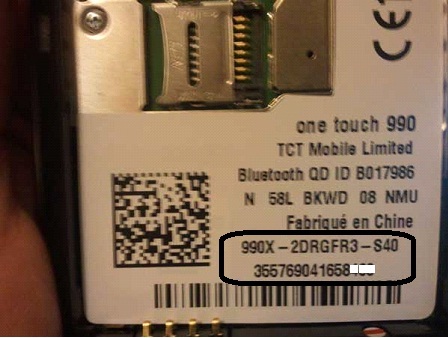 CE1
one touch 990
TCT Mobile Limited
Bluetooth QD ID B017986
N 58L BKWD 08 NMU
Fabriqué en Chine
990X-2DRGFR3-S40
355769041658